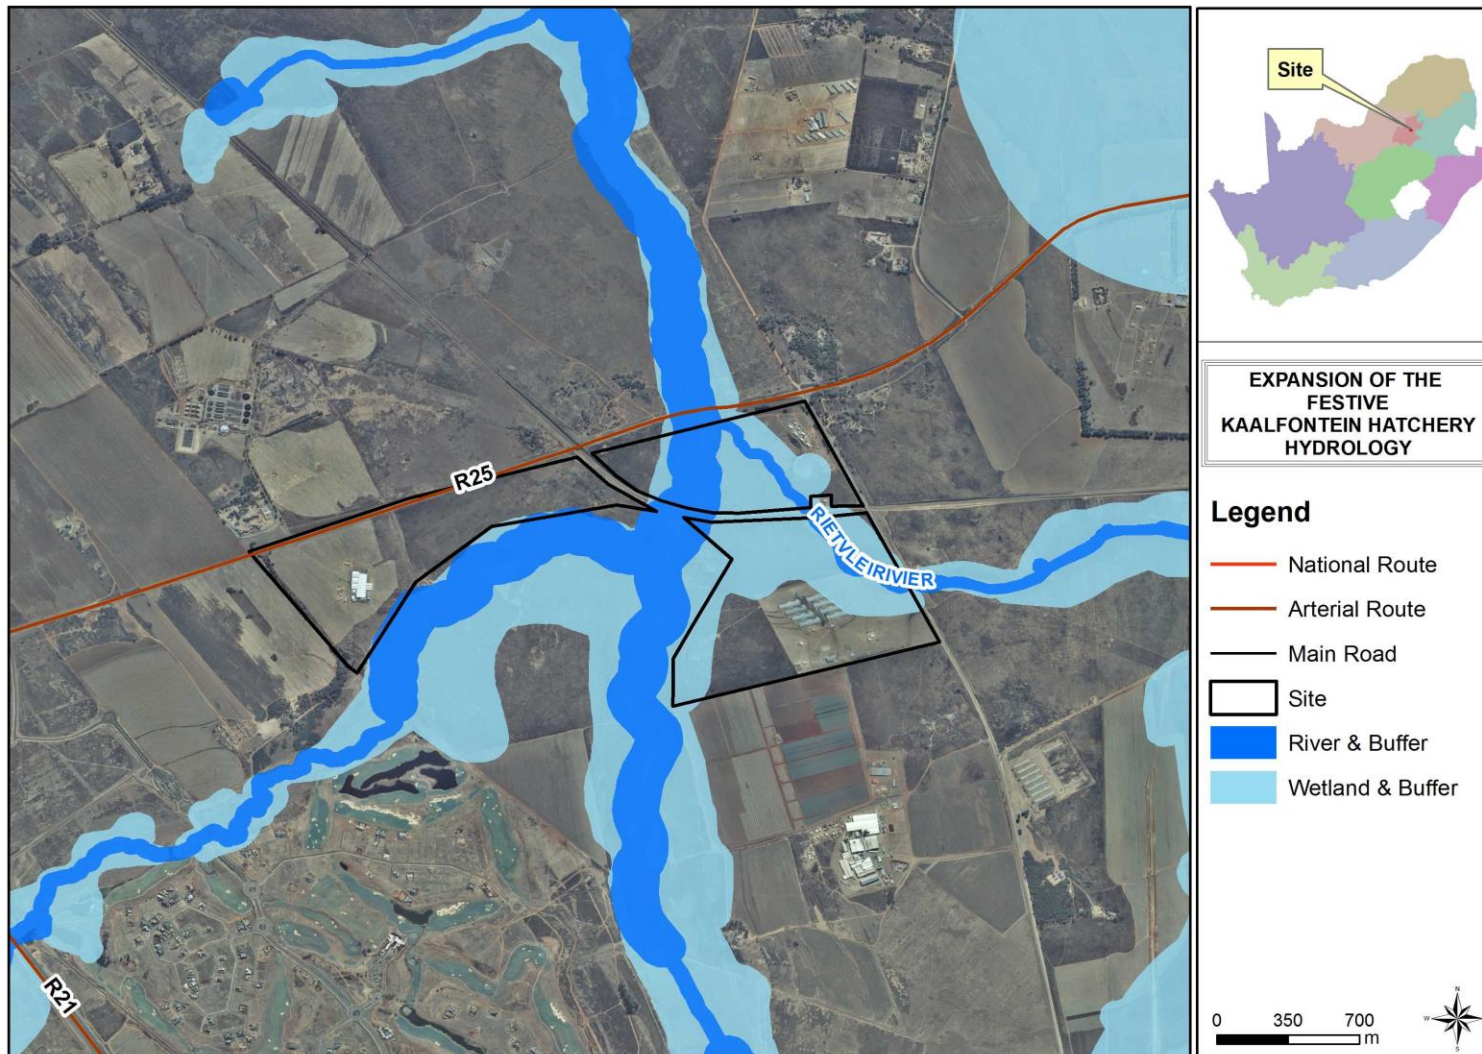 Site
EXPANSION OF THE
FESTIVE
KAALFONTEIN HATCHERY
HYDROLOGY
Legend
National Route
Arterial Route
Main Road
Site
River & Buffer
Wetland & Buffer
0 350 700
m
N
W E
S
R25
RIETVLEIRIVIER
R21